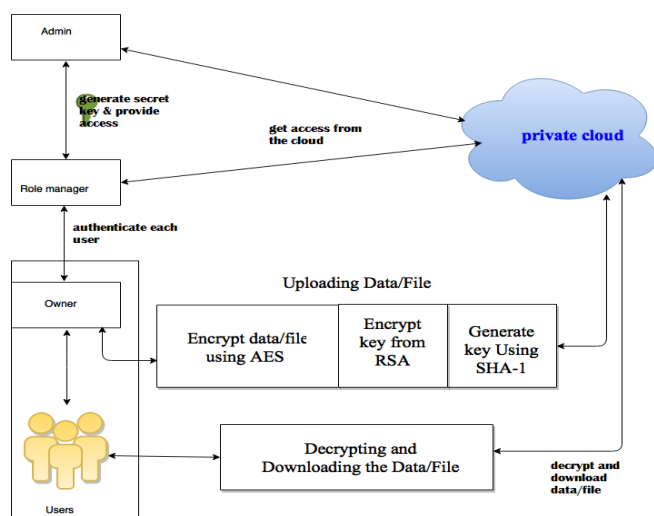 Admin
generate secret
key & provide
access
get access from
the cloud
private cloud
Role manager
authenticate each
user
Uploading Data/File
Owner
Encrypt data/file
using AES
Encrypt
key from
RSA
Generate
key Using
SHA-1
Decrypting and
Downloading the Data/File
decrypt and
download
data/file
Users